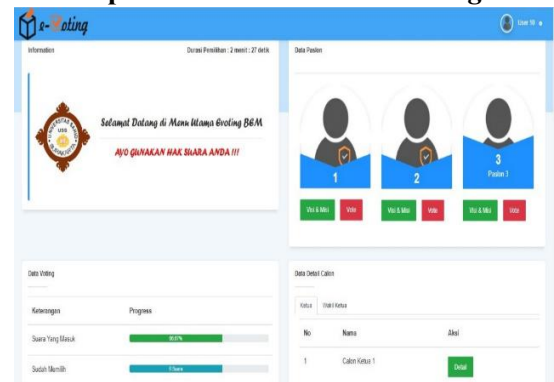 e-Voting
User 10
Information
Durasi Pemilihan : 2 menit : 27 detik
Selamat Datang di Menu Utama Evoting BEM
AYO GUNAKAN HAK SUARA ANDA !!!
Data Paslon
1
2
3
Paslon 3
Visi & Misi
Vote
Visi & Misi
Vote
Visi & Misi
Vote
Data Voting
Keterangan
Progress
Suara Yang Masuk
Sudah Memilih
Data Detail Calon
Ketua
Wakil Ketua
No
Nama
Aksi
1
Calon Ketua 1
Detail